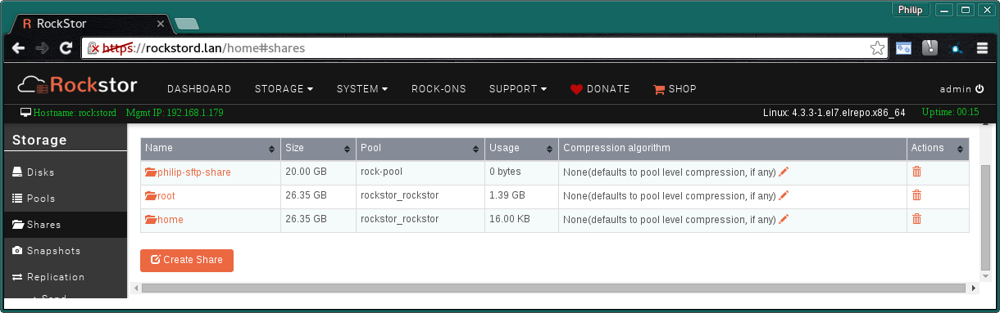 Philip
R RockStor
https://rockstord.lan/home#shares
Rockstor DASHBOARD STORAGE SYSTEM ROCK-ONS SUPPORT DONATE SHOP admin
Hostname: rockstord Mgmt IP: 192.168.1.179 Linux: 4.3.3-1.el7.elrepo.x86_64 Uptime: 00:15
Storage
Disks
Pools
Shares
Snapshots
Replication
Send
Name Size Pool Usage Compression algorithm Actions
philip-sftp-share 20.00 GB rock-pool 0 bytes None(defaults to pool level compression, if any)
root 26.35 GB rockstor_rockstor 1.39 GB None(defaults to pool level compression, if any)
home 26.35 GB rockstor_rockstor 16.00 KB None(defaults to pool level compression, if any)
Create Share